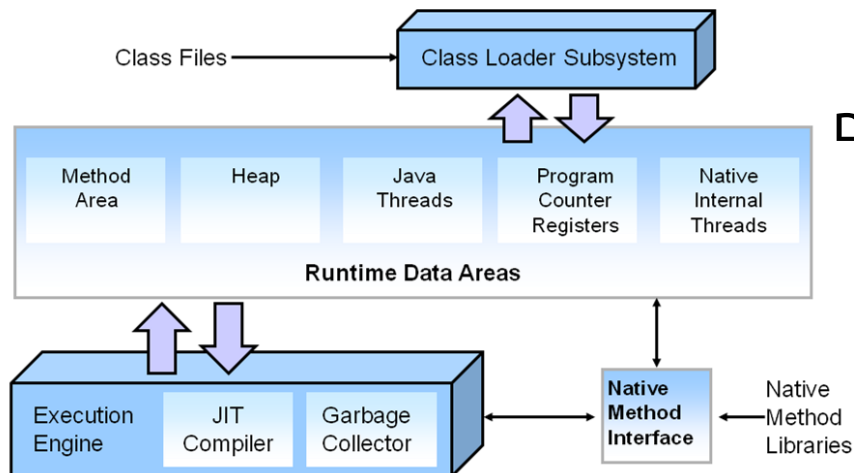 Class Files
Class Loader Subsystem
D
Method
Area
Heap
Java
Threads
Program
Counter
Registers
Native
Internal
Threads
Runtime Data Areas
Execution
Engine
JIT
Compiler
Garbage
Collector
Native
Method
Interface
Native
Method
Libraries